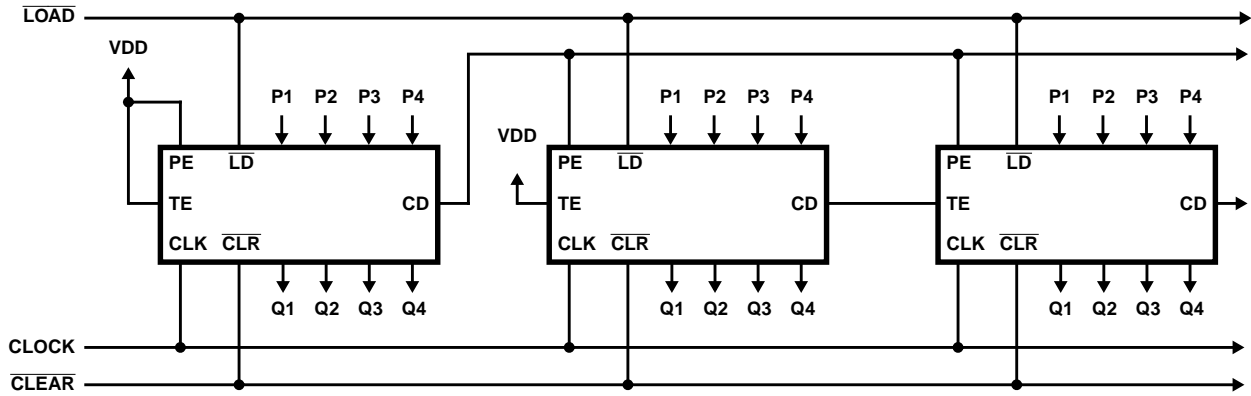 LOAD
VDD
P1 P2 P3 P4
P1 P2 P3 P4
P1 P2 P3 P4
VDD
PE LD
PE LD
PE LD
TE CD
TE CD
TE CD
CLK CLR
CLK CLR
CLK CLR
Q1 Q2 Q3 Q4
Q1 Q2 Q3 Q4
Q1 Q2 Q3 Q4
CLOCK
CLEAR